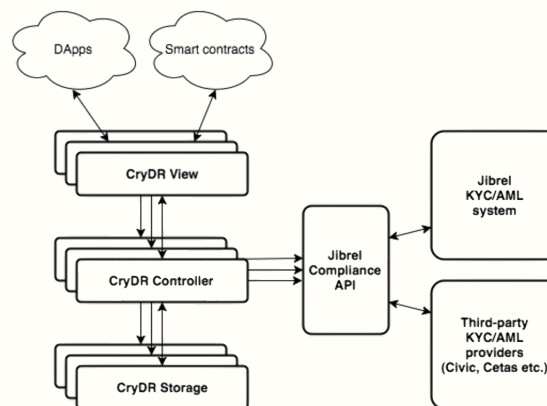 DApps
Smart contracts
CryDR View
CryDR Controller
CryDR Storage
Jibrel
Compliance
API
Jibrel
KYC/AML
system
Third-party
KYC/AML
providers
(Civic, Cetas etc.)